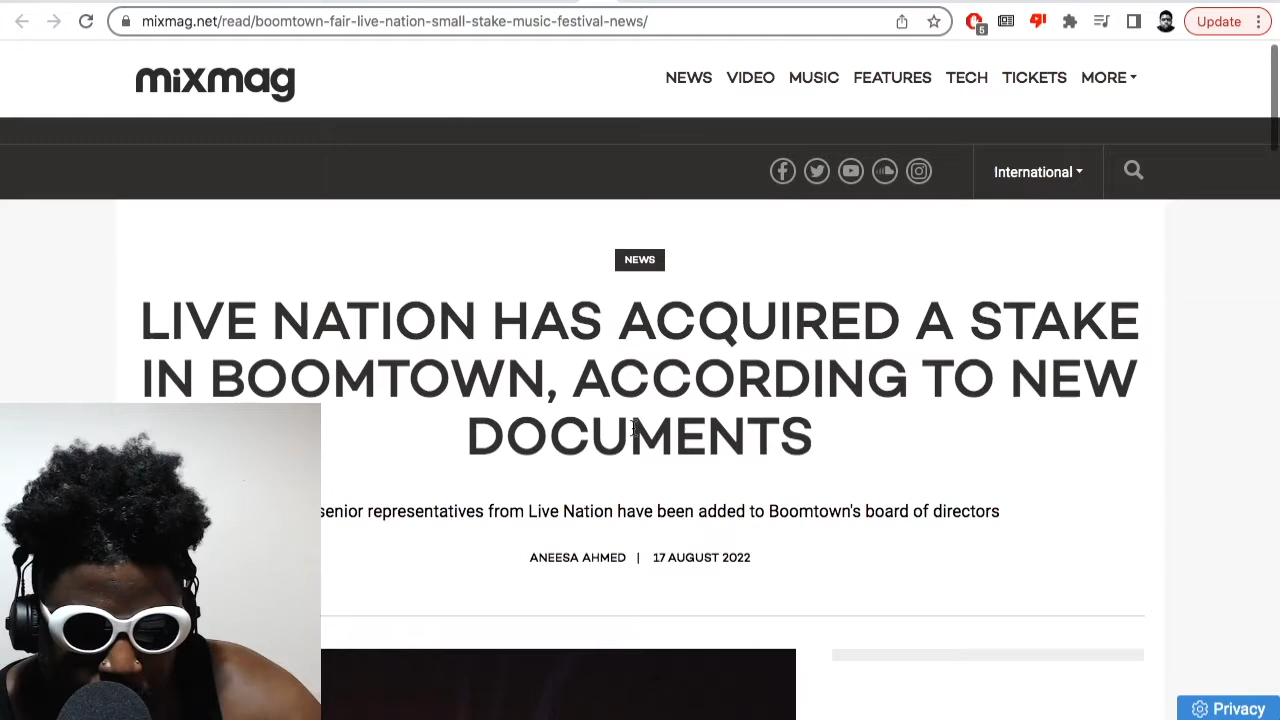 mixmag.net/read/boomtown-fair-live-nation-small-stake-music-festival-news/
5
Update
mixmag
NEWS VIDEO MUSIC FEATURES TECH TICKETS MORE
International
NEWS
LIVE NATION HAS ACQUIRED A STAKE
IN BOOMTOWN, ACCORDING TO NEW
DOCUMENTS
senior representatives from Live Nation have been added to Boomtown's board of directors
ANEESA AHMED | 17 AUGUST 2022
Privacy